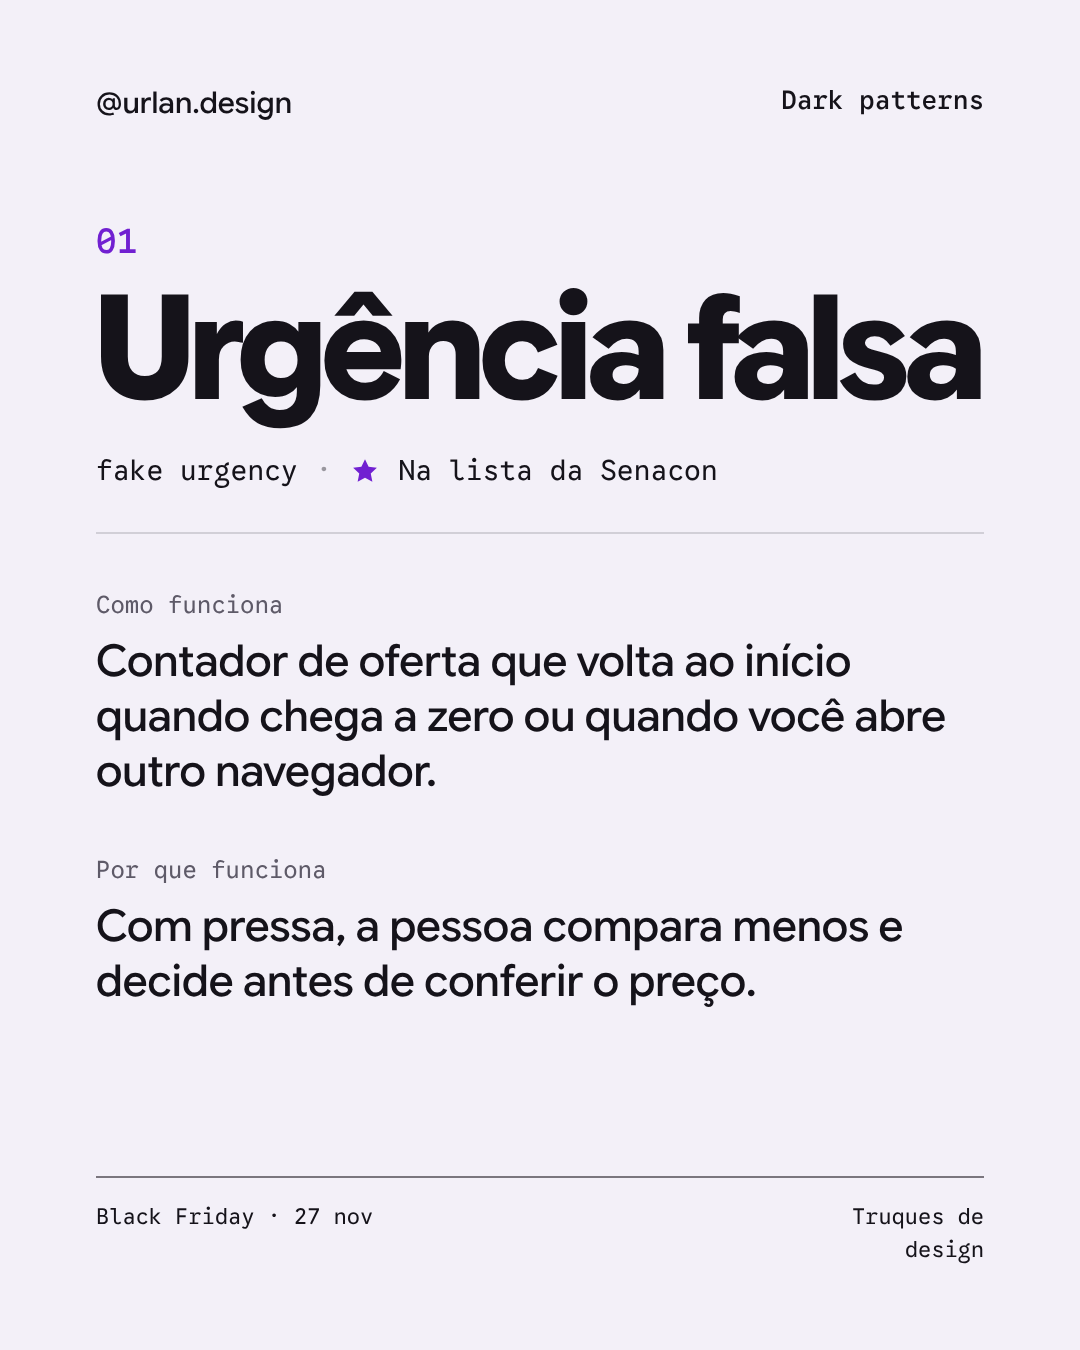 @urlan.design
Dark patterns
01
Urgência falsa
fake urgency · ★ Na lista da Senacon
Como funciona
Contador de oferta que volta ao início
quando chega a zero ou quando você abre
outro navegador.
Por que funciona
Com pressa, a pessoa compara menos e
decide antes de conferir o preço.
Black Friday · 27 nov
Truques de
design